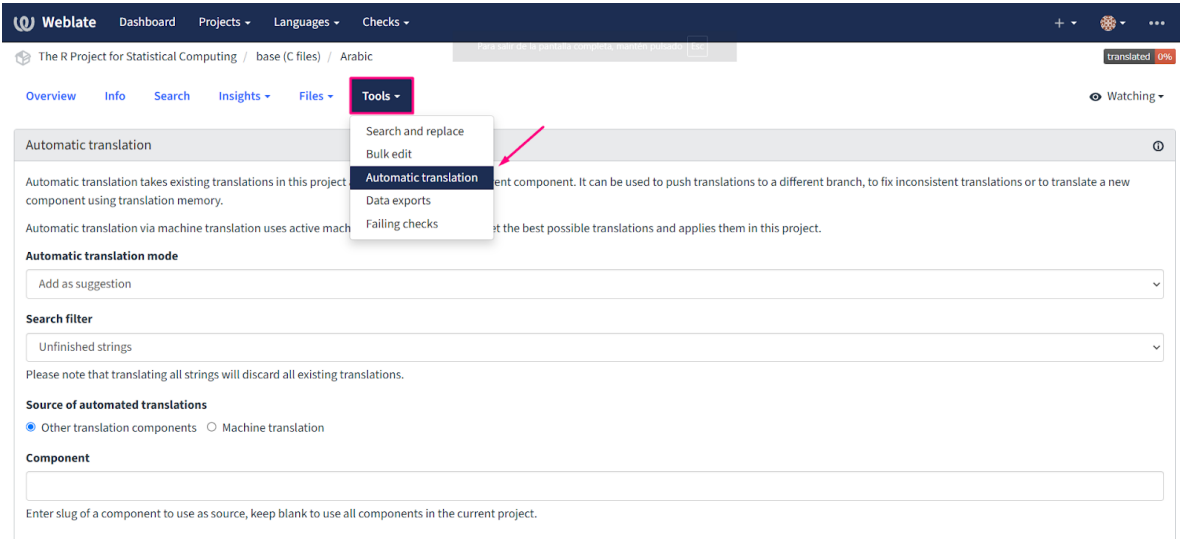 Weblate Dashboard Projects Languages Checks
Para salir de la pantalla completa, mantén pulsado Esc
The R Project for Statistical Computing / base (C files) / Arabic translated 0%
Overview Info Search Insights Files Tools Watching
Search and replace
Automatic translation
Bulk edit
Automatic translation
Automatic translation takes existing translations in this project ent component. It can be used to push translations to a different branch, to fix inconsistent translations or to translate a new
component using translation memory.
Data exports
Failing checks
Automatic translation via machine translation uses active mach et the best possible translations and applies them in this project.
Automatic translation mode
Add as suggestion
Search filter
Unfinished strings
Please note that translating all strings will discard all existing translations.
Source of automated translations
Other translation components Machine translation
Component
Enter slug of a component to use as source, keep blank to use all components in the current project.